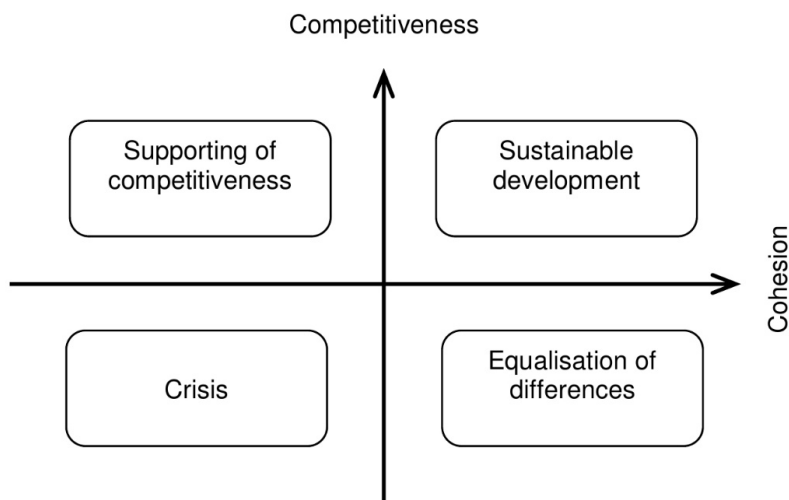 Competitiveness
Supporting of
competitiveness
Sustainable
development
Cohesion
Crisis
Equalisation of
differences